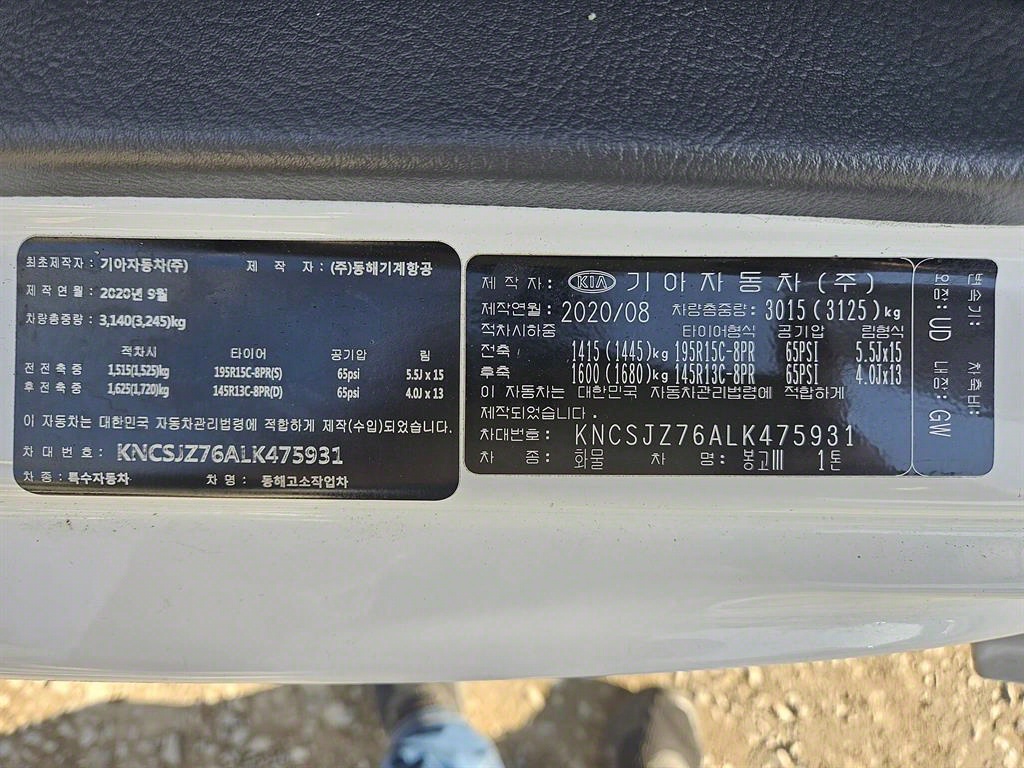 최초제작자 : 기아자동차(주) 제 작 자 : (주)동해기계항공
제작연월 : 2020년 9월
차량총중량 : 3,140(3,245)kg
적차시 타이어 공기압 림
전전축중 1,515(1,525)kg 195R15C-8PR(S) 65psi 5.5J x 15
후전축중 1,625(1,720)kg 145R13C-8PR(D) 65psi 4.0J x 13
이 자동차는 대한민국 자동차관리법령에 적합하게 제작(수입)되었습니다.
차대번호 : KNCSJZ76ALK475931
차종 : 특수자동차 차명 : 동해고소작업차
제작자: KIA 기아자동차(주)
제작연월: 2020/08 차량총중량: 3015(3125)kg
적차시하중 타이어형식 공기압 림형식
전축 : 1415(1445)kg 195R15C-8PR 65PSI 5.5Jx15
후축 : 1600(1680)kg 145R13C-8PR 65PSI 4.0Jx13
이 자동차는 대한민국 자동차관리법령에 적합하게
제작되었습니다.
차대번호: KNCSJZ76ALK475931
차 종: 화물 차 명: 봉고III 1톤
변속기: 차축비:
외장: UD 내장: GW